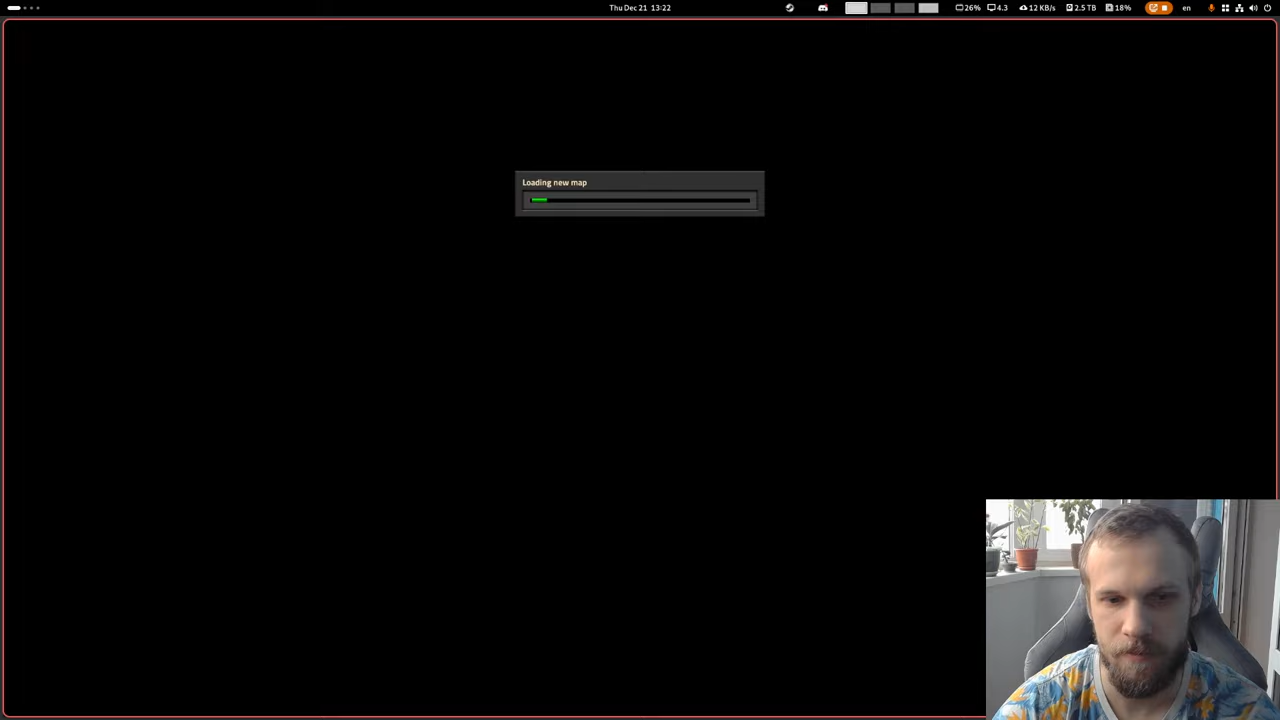 Thu Dec 21 13:22
26%
4.3
12 KB/s
2.5 TB
18%
en
Loading new map